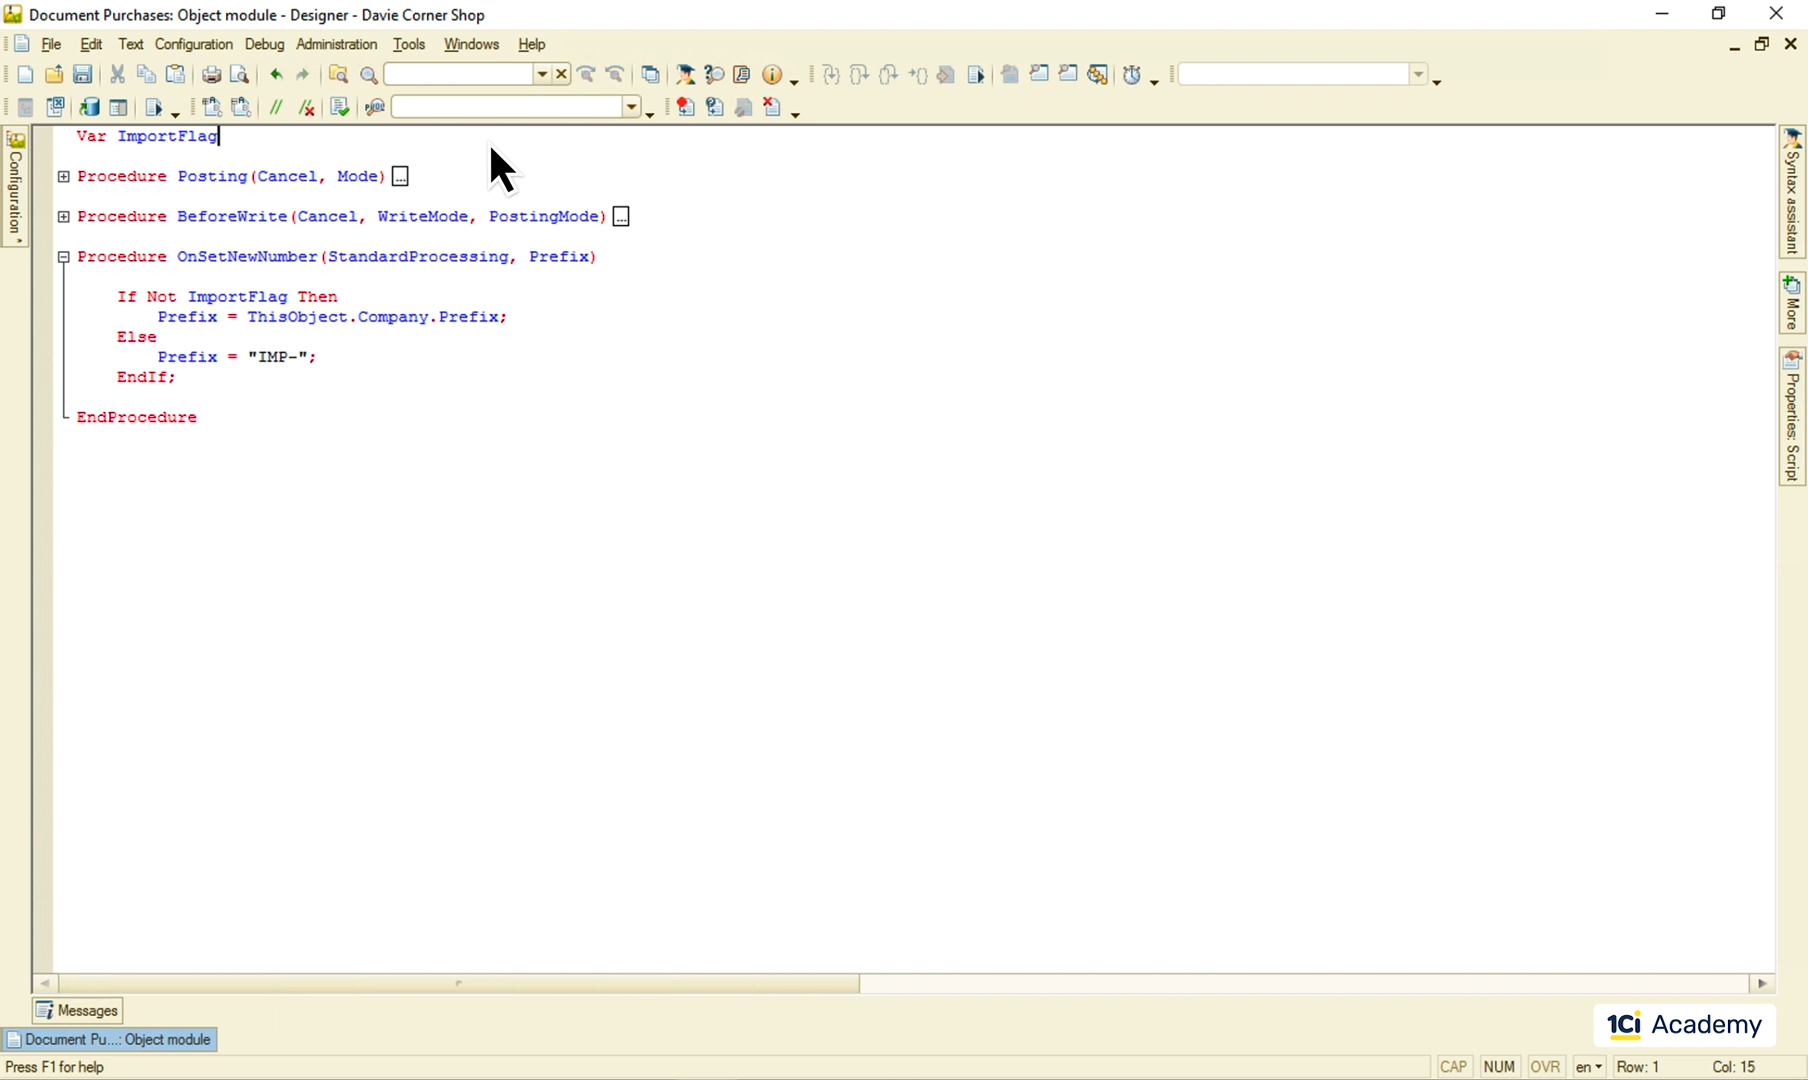 Document Purchases: Object module - Designer - Davie Corner Shop
File Edit Text Configuration Debug Administration Tools Windows Help
Var ImportFlag
Procedure Posting(Cancel, Mode) ...
Procedure BeforeWrite(Cancel, WriteMode, PostingMode) ...
Procedure OnSetNewNumber(StandardProcessing, Prefix)
If Not ImportFlag Then
Prefix = ThisObject.Company.Prefix;
Else
Prefix = "IMP-";
EndIf;
EndProcedure
Configuration
Syntax assistant
More
Properties: Script
Messages
1Ci Academy
Document Pu...: Object module
Press F1 for help
CAP NUM OVR en Row: 1 Col: 15